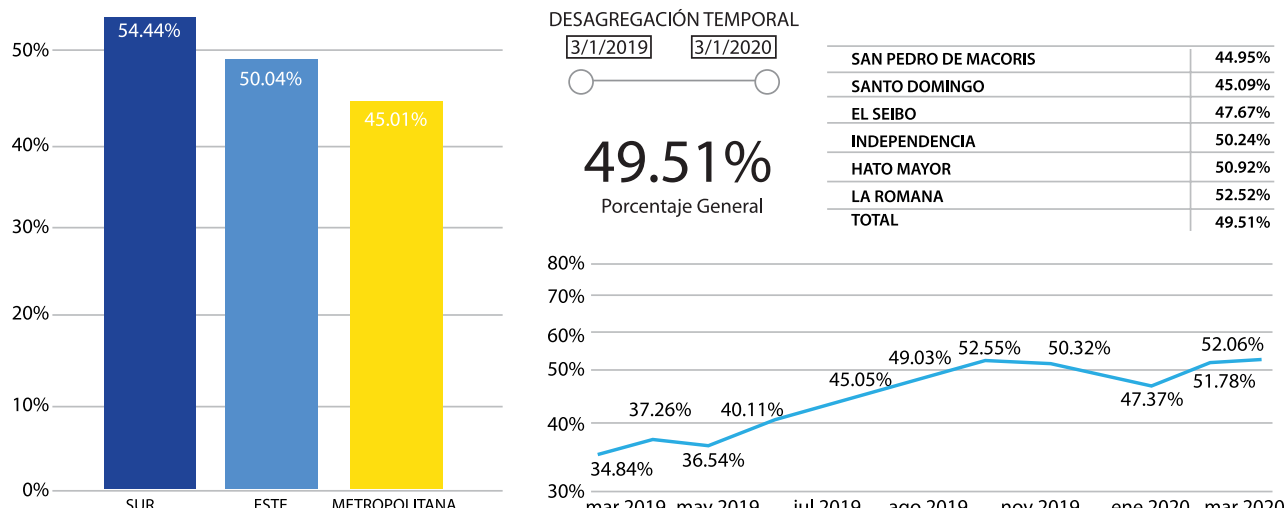 50%
40%
30%
20%
10%
0%
54.44%
50.04%
45.01%
SUR
ESTE
METROPOLITANA
DESAGREGACIÓN TEMPORAL
3/1/2019 3/1/2020
49.51%
Porcentaje General
SAN PEDRO DE MACORIS 44.95%
SANTO DOMINGO 45.09%
EL SEIBO 47.67%
INDEPENDENCIA 50.24%
HATO MAYOR 50.92%
LA ROMANA 52.52%
TOTAL 49.51%
80%
70%
60%
50%
40%
30%
34.84%
37.26%
36.54%
40.11%
45.05%
49.03%
52.55%
50.32%
47.37%
51.78%
52.06%
mar 2019 may 2019 jul 2019 ago 2019 nov 2019 ene 2020 mar 2020